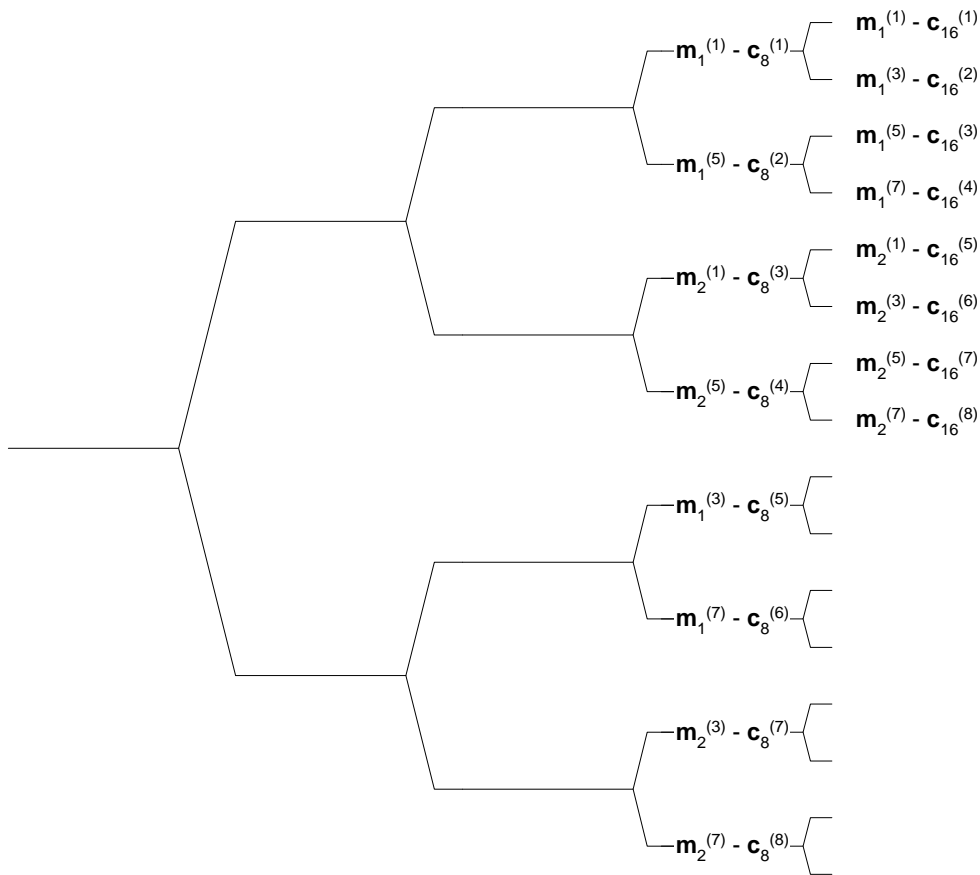 m₁⁽¹⁾ - c₁₆⁽¹⁾
m₁⁽¹⁾ - c₈⁽¹⁾
m₁⁽³⁾ - c₁₆⁽²⁾
m₁⁽⁵⁾ - c₁₆⁽³⁾
m₁⁽⁵⁾ - c₈⁽²⁾
m₁⁽⁷⁾ - c₁₆⁽⁴⁾
m₂⁽¹⁾ - c₁₆⁽⁵⁾
m₂⁽¹⁾ - c₈⁽³⁾
m₂⁽³⁾ - c₁₆⁽⁶⁾
m₂⁽⁵⁾ - c₁₆⁽⁷⁾
m₂⁽⁵⁾ - c₈⁽⁴⁾
m₂⁽⁷⁾ - c₁₆⁽⁸⁾
m₁⁽³⁾ - c₈⁽⁵⁾
m₁⁽⁷⁾ - c₈⁽⁶⁾
m₂⁽³⁾ - c₈⁽⁷⁾
m₂⁽⁷⁾ - c₈⁽⁸⁾